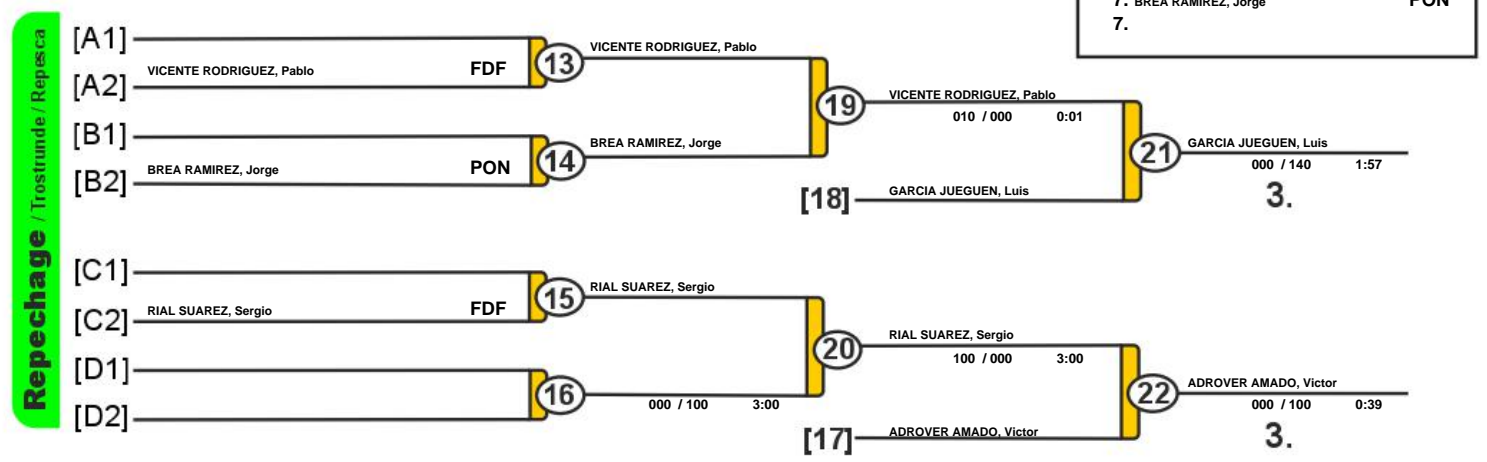 7. BREA RAMIREZ, Jorge PON
7.
Repechage / Trostrunde / Repesca
[A1]
VICENTE RODRIGUEZ, Pablo FDF
[A2]
13
VICENTE RODRIGUEZ, Pablo
[B1]
BREA RAMIREZ, Jorge PON
[B2]
14
BREA RAMIREZ, Jorge
19
VICENTE RODRIGUEZ, Pablo
010 / 000 0:01
[18]
GARCIA JUEGUEN, Luis
21
GARCIA JUEGUEN, Luis
000 / 140 1:57
3.
[C1]
RIAL SUAREZ, Sergio FDF
[C2]
15
RIAL SUAREZ, Sergio
[D1]
[D2]
16
000 / 100 3:00
20
RIAL SUAREZ, Sergio
100 / 000 3:00
[17]
ADROVER AMADO, Victor
22
ADROVER AMADO, Victor
000 / 100 0:39
3.